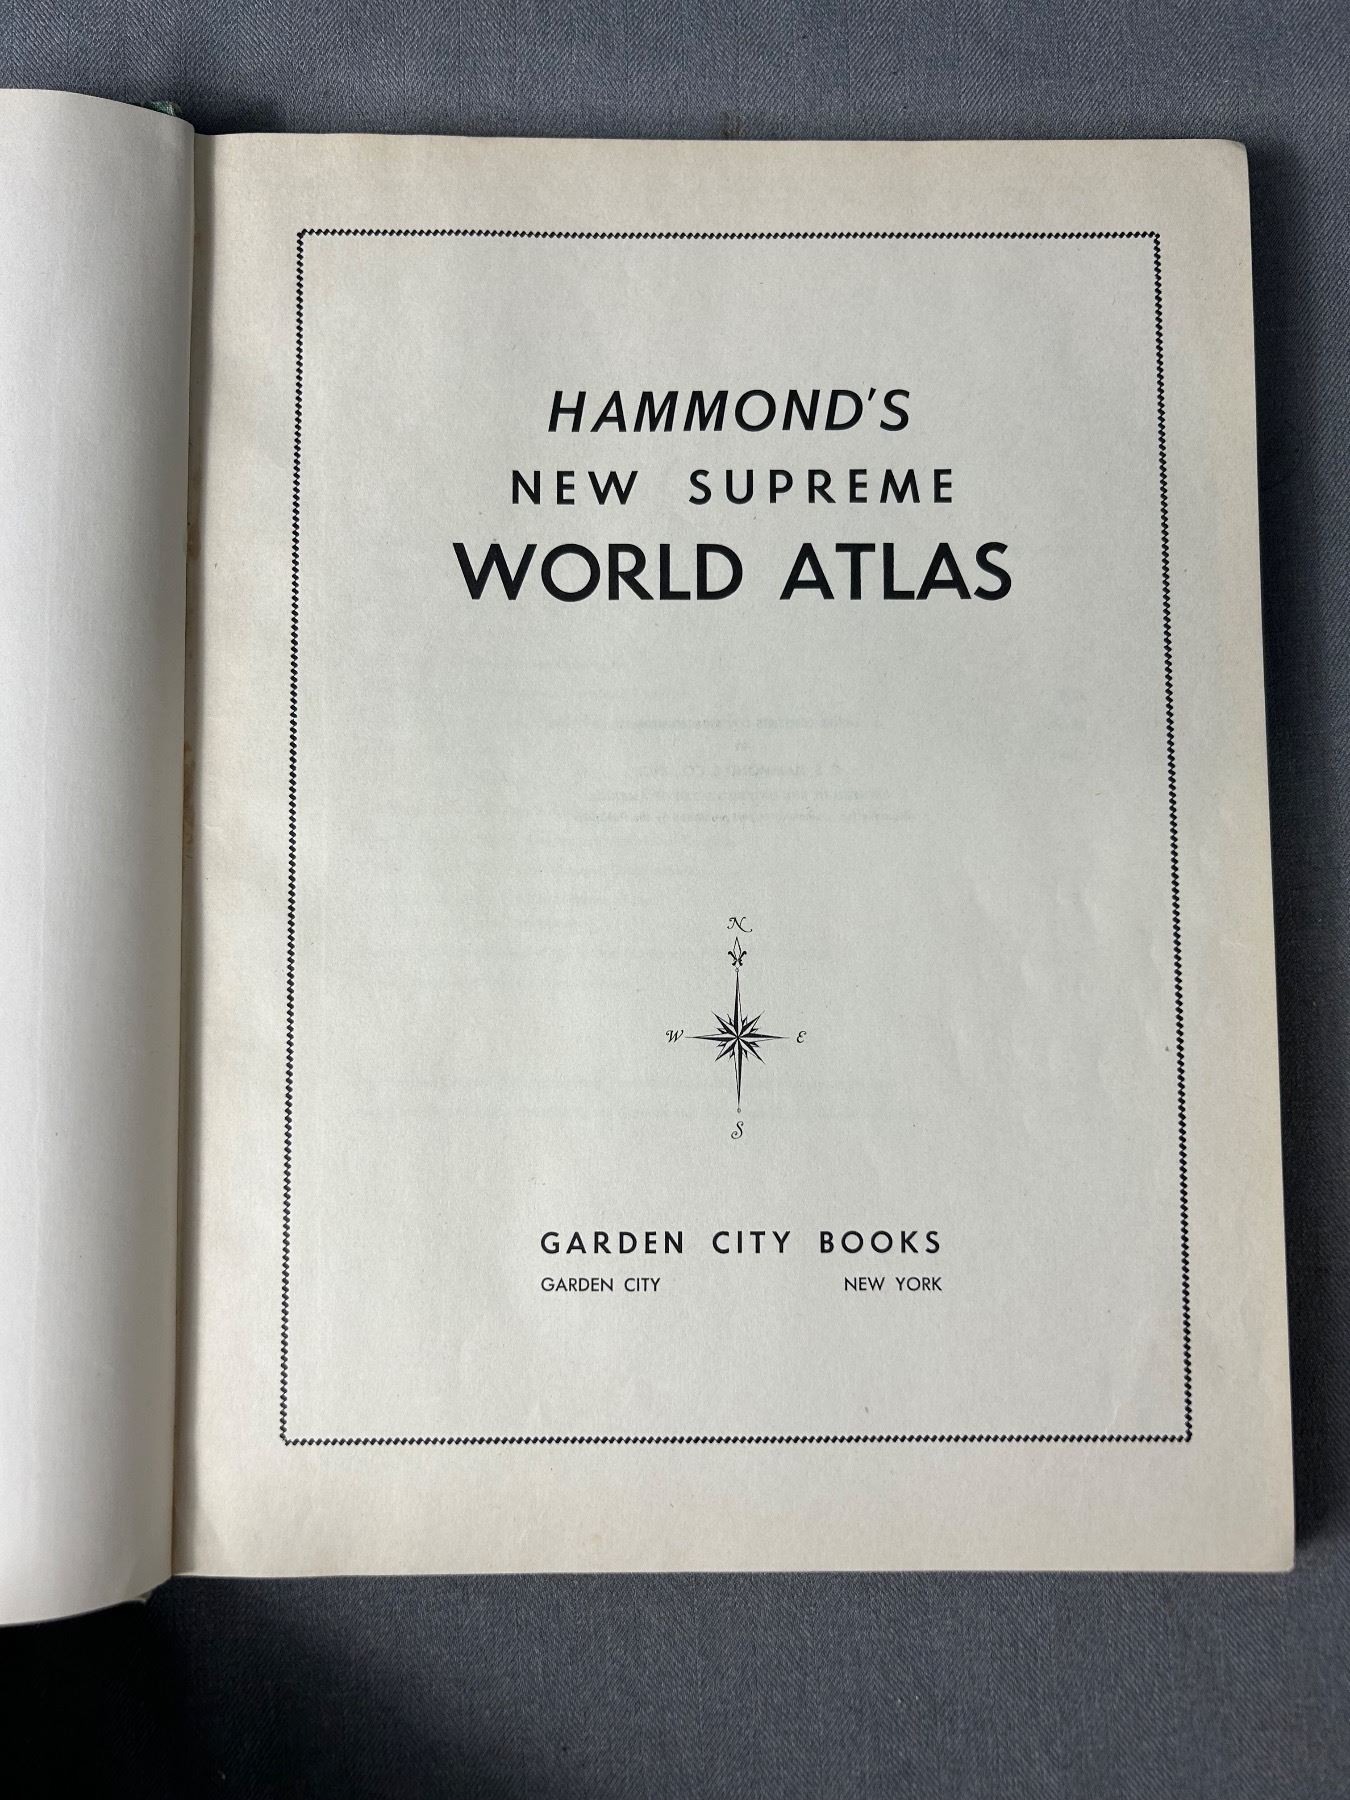 HAMMOND'S
NEW SUPREME
WORLD ATLAS
N
W E
S
GARDEN CITY BOOKS
GARDEN CITY NEW YORK